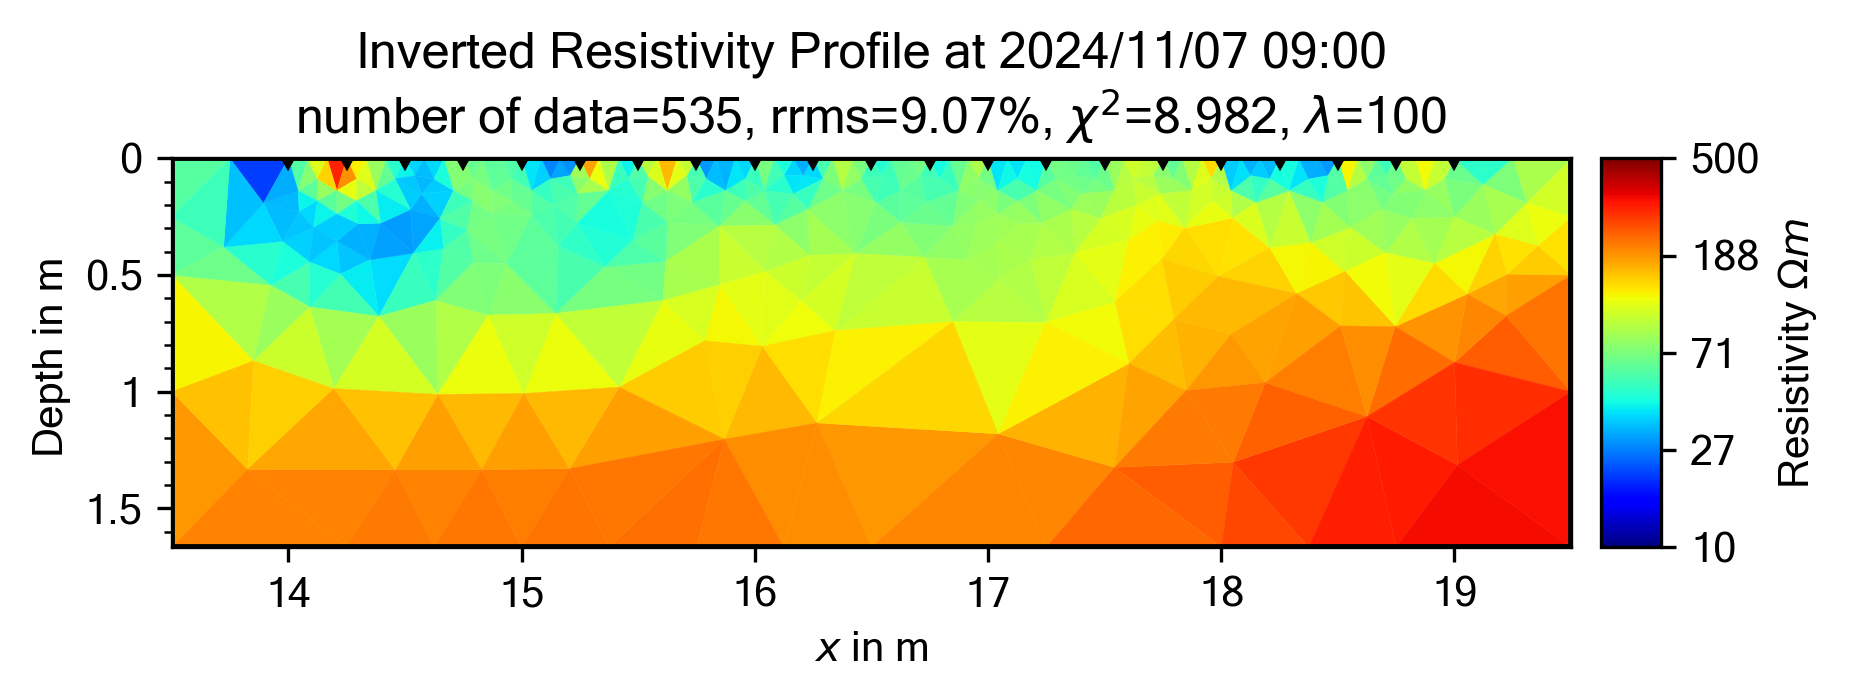 Inverted Resistivity Profile at 2024/11/07 09:00
number of data=535, rrms=9.07%, χ²=8.982, λ=100
0
0.5
1
1.5
Depth in m
14 15 16 17 18 19
x in m
500
188
71
27
10
Resistivity Ωm